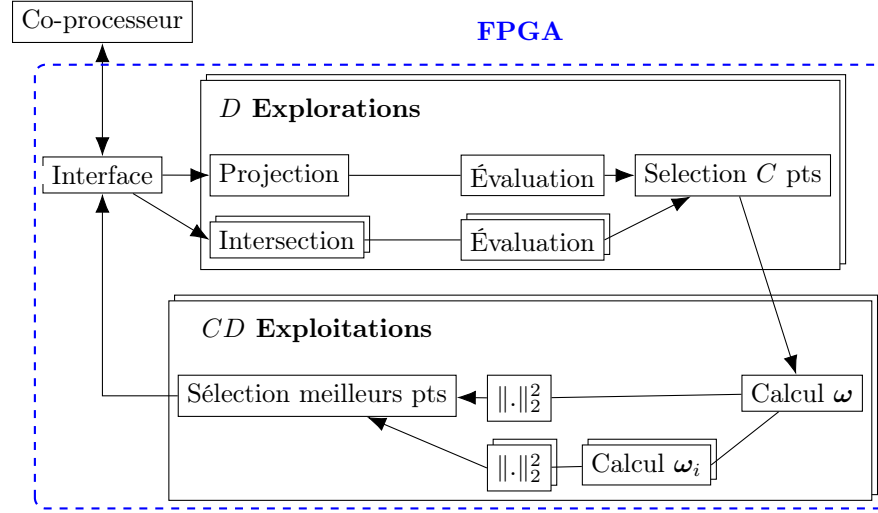 Co-processeur
FPGA
D Explorations
Interface
Projection
Évaluation
Selection C pts
Intersection
Évaluation
CD Exploitations
Sélection meilleurs pts
‖.‖₂²
Calcul ω
‖.‖₂²
Calcul ωᵢ